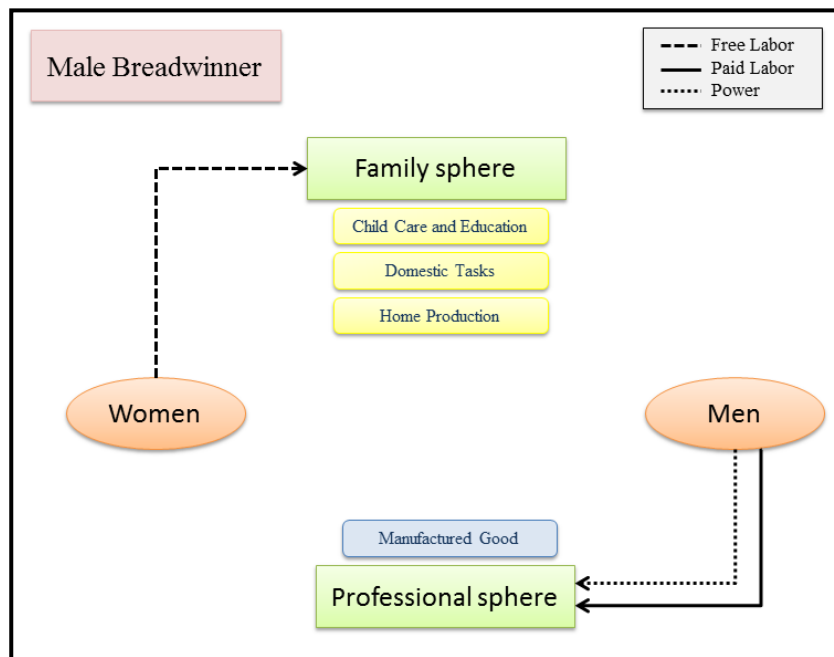 Male Breadwinner
Free Labor
Paid Labor
Power
Family sphere
Child Care and Education
Domestic Tasks
Home Production
Women
Men
Manufactured Good
Professional sphere